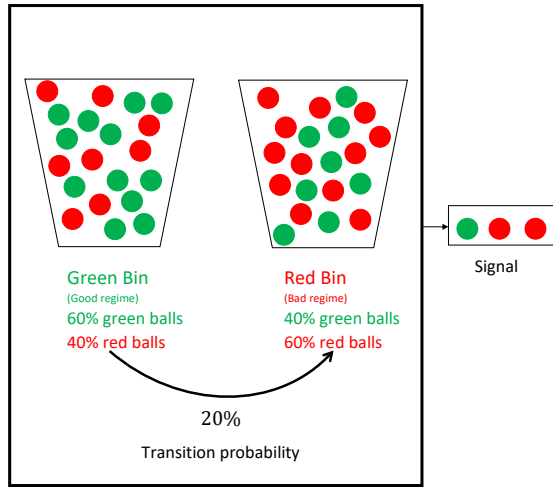 Green Bin
(Good regime)
60% green balls
40% red balls
Red Bin
(Bad regime)
40% green balls
60% red balls
Signal
20%
Transition probability